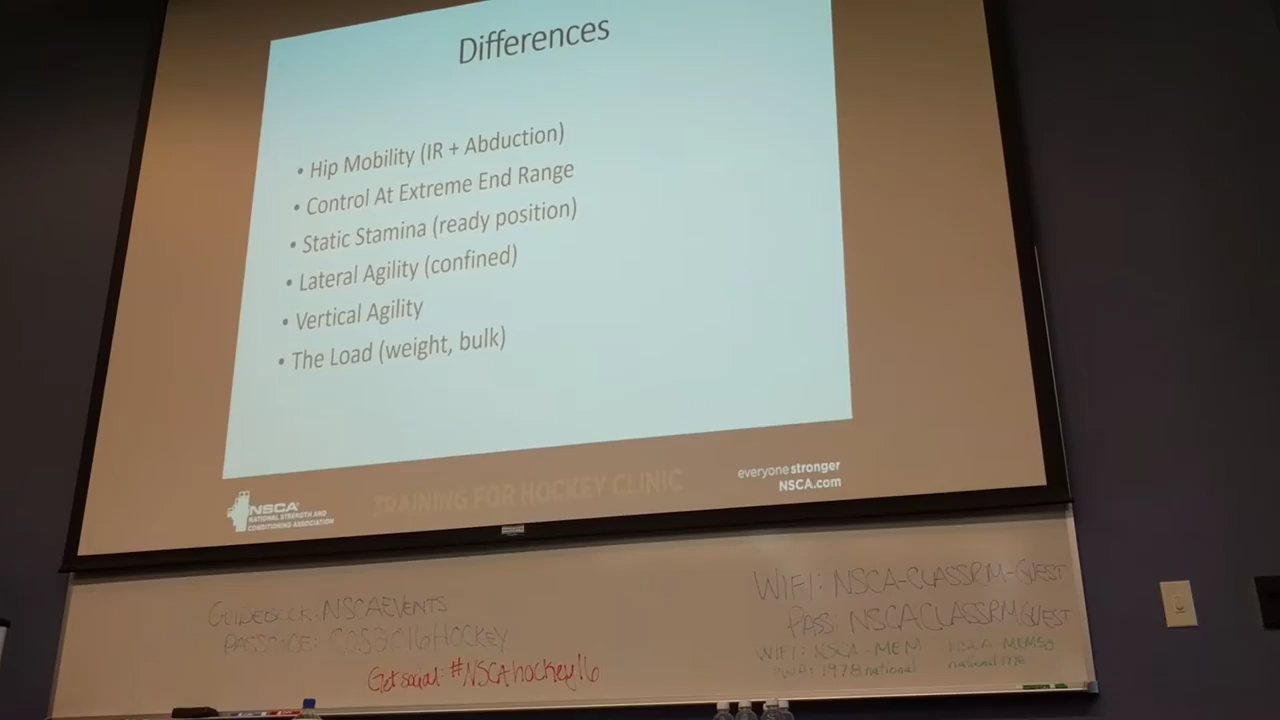 Differences
• Hip Mobility (IR + Abduction)
• Control At Extreme End Range
• Static Stamina (ready position)
• Lateral Agility (confined)
• Vertical Agility
• The Load (weight, bulk)
NSCA
NATIONAL STRENGTH AND
CONDITIONING ASSOCIATION
TRAINING FOR HOCKEY CLINIC
everyone stronger
NSCA.com
GUIDEBOOK: NSCAEVENTS
PASSCODE:
Get social: #NSCAhockey16
WIFI: NSCA-CLASSRM-GUEST
PASS: NSCACLASSRMGUEST
WIFI: NSCA-MEM
PWD: 1978national